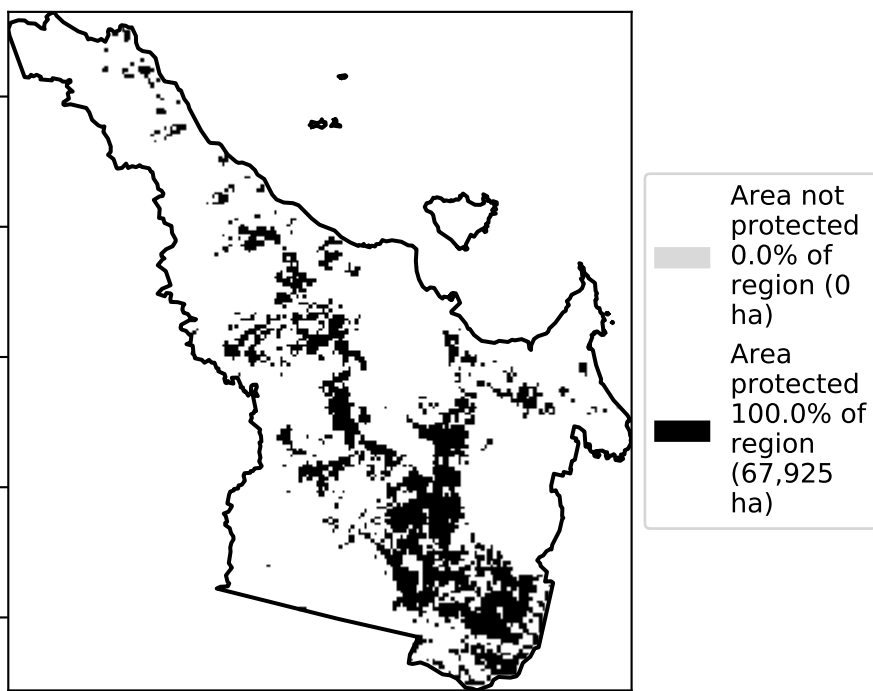 Area not
protected
0.0% of
region (0
ha)
Area
protected
100.0% of
region
(67,925
ha)